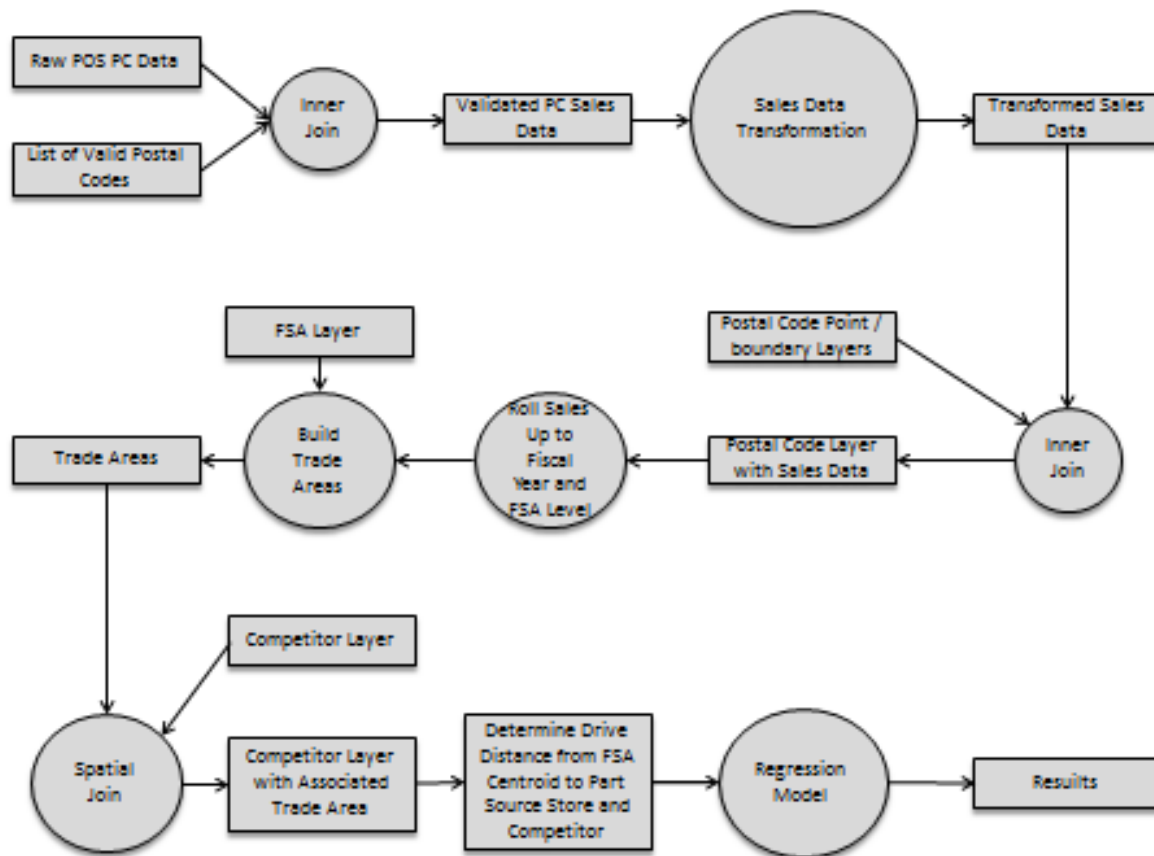 Raw POS PC Data
List of Valid Postal
Codes
Inner
Join
Validated PC Sales
Data
Sales Data
Transformation
Transformed Sales
Data
FSA Layer
Postal Code Point /
boundary Layers
Trade Areas
Build
Trade
Areas
Roll Sales
Up to
Fiscal
Year and
FSA Level
Postal Code Layer
with Sales Data
Inner
Join
Competitor Layer
Spatial
Join
Competitor Layer
with Associated
Trade Area
Determine Drive
Distance from FSA
Centroid to Part
Source Store and
Competitor
Regression
Model
Resuilts